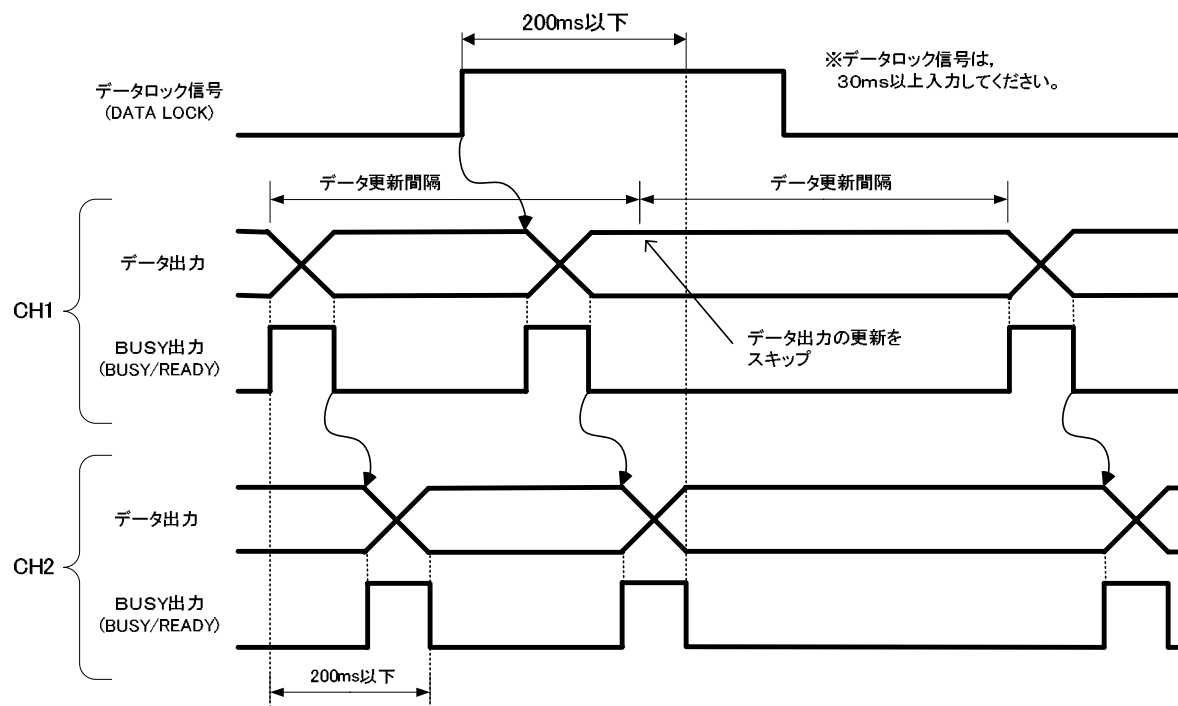 200ms以下
※データロック信号は,
30ms以上入力してください。
データロック信号
(DATA LOCK)
データ更新間隔
データ更新間隔
CH1
データ出力
データ出力の更新を
スキップ
BUSY出力
(BUSY/READY)
CH2
データ出力
BUSY出力
(BUSY/READY)
200ms以下